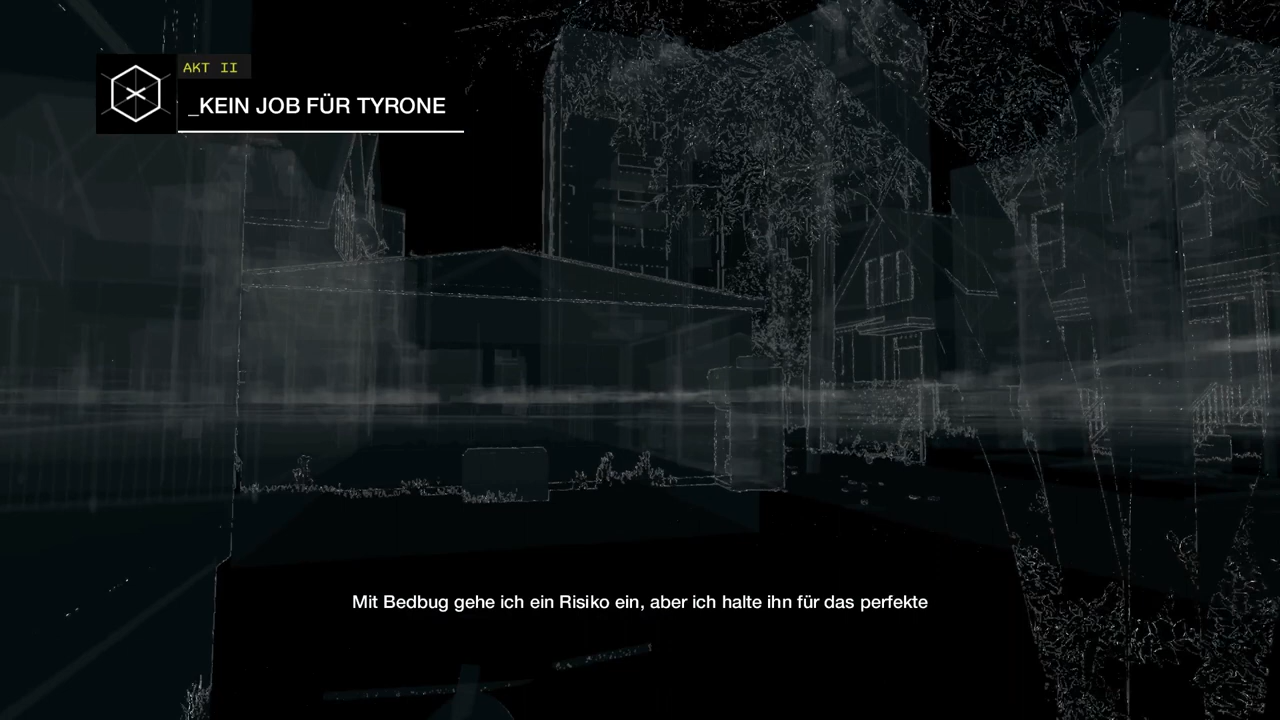 AKT II
_KEIN JOB FÜR TYRONE
Mit Bedbug gehe ich ein Risiko ein, aber ich halte ihn für das perfekte